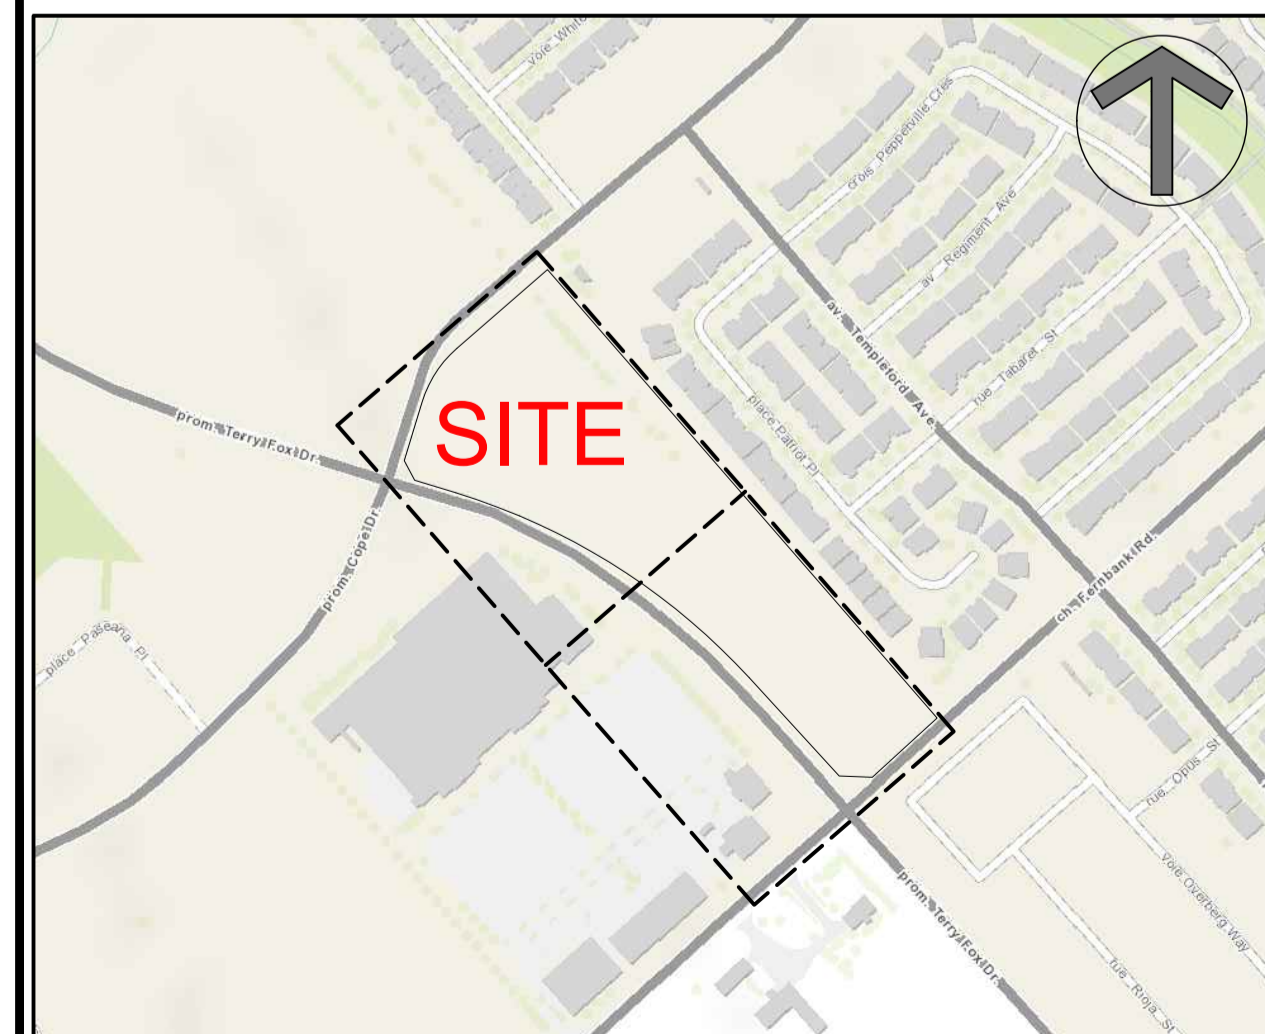 voie White
crois Pepperville Cres
av Regiment Ave
av. Templeford Ave.
rue Tabaret St
SITE
place Patriot Pl
prom. Terry Fox Dr.
prom. Cope Dr.
ch. Fernbank Rd.
place Paseana Pl
rue Opus St
voie Overberg Way
prom. Terry Fox Dr.
rue Rioja St